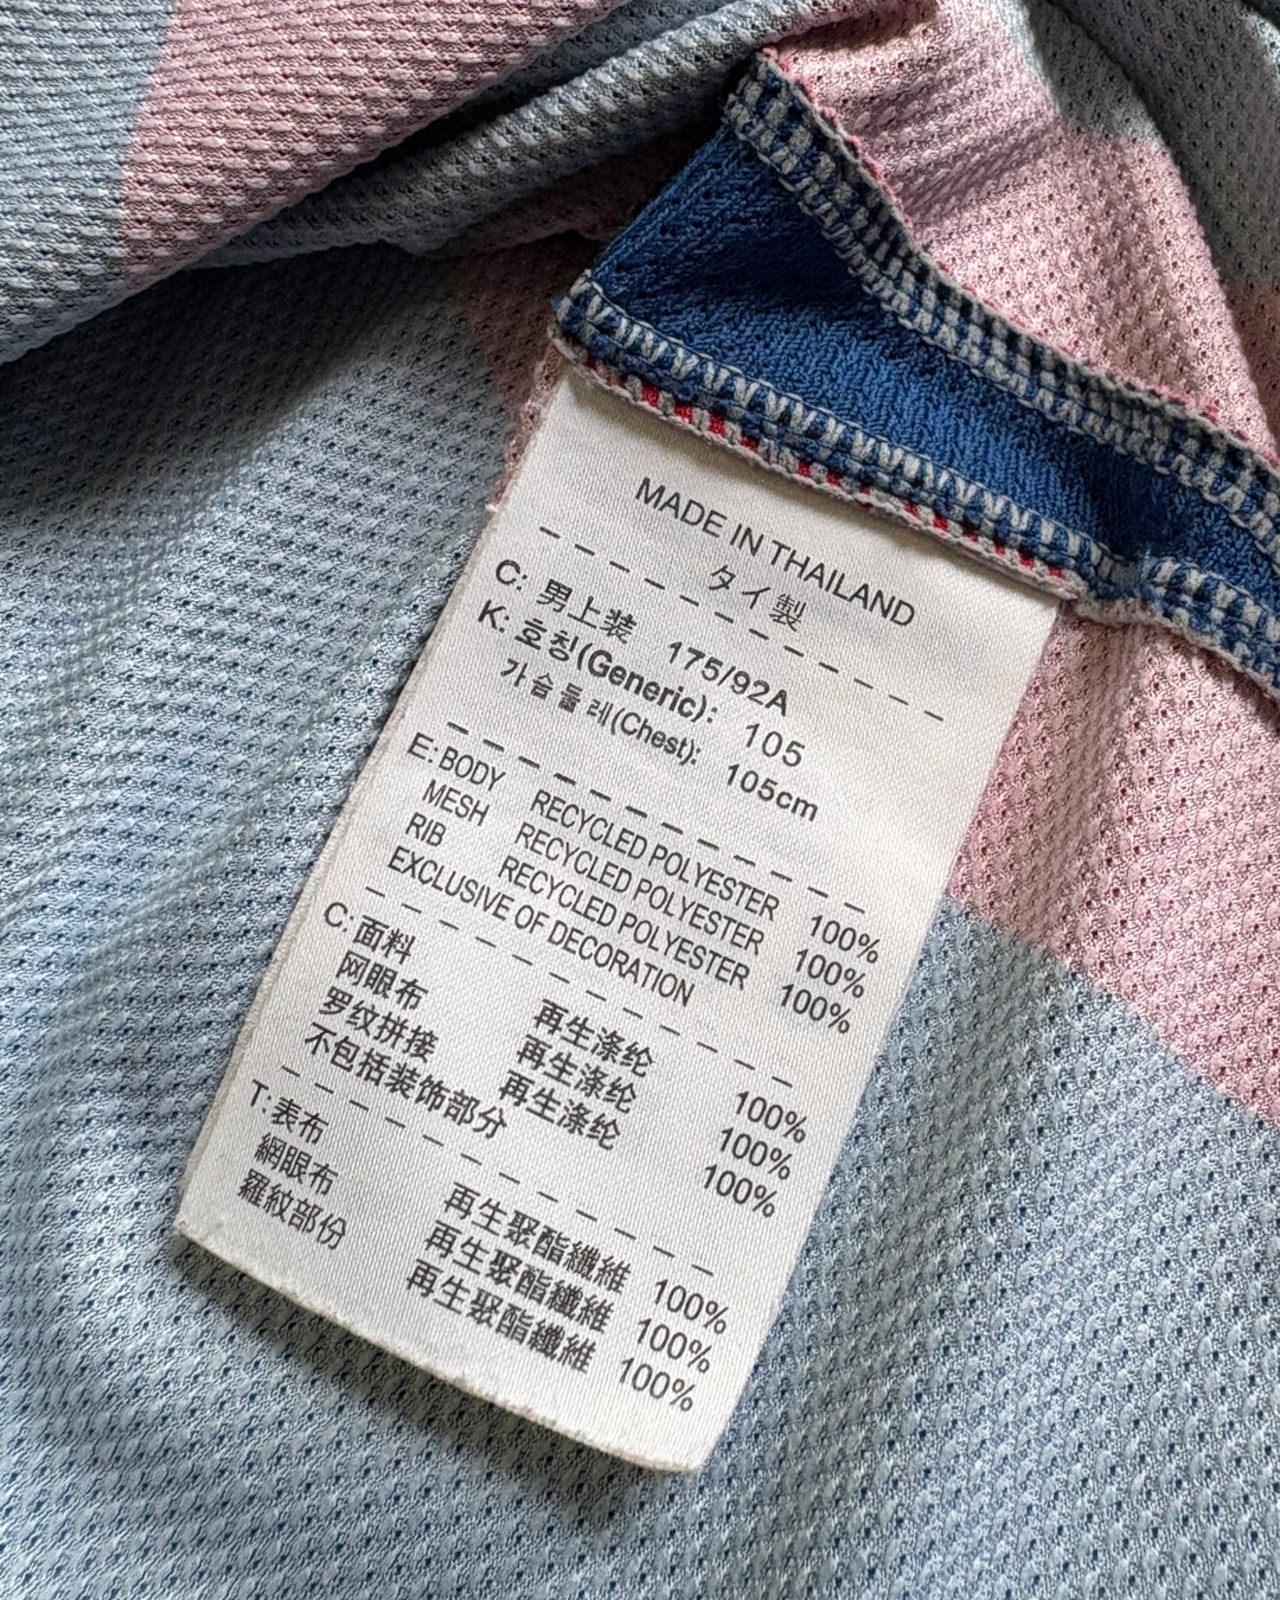 MADE IN THAILAND
タイ製
C: 男上装 175/92A
K: 호칭(Generic): 105
가슴둘레(Chest): 105cm
E: BODY RECYCLED POLYESTER 100%
MESH RECYCLED POLYESTER 100%
RIB RECYCLED POLYESTER 100%
EXCLUSIVE OF DECORATION
C: 面料 再生涤纶 100%
网眼布 再生涤纶 100%
罗纹拼接 再生涤纶 100%
不包括装饰部分
T: 表布 再生聚酯纖維 100%
網眼布 再生聚酯纖維 100%
羅紋部份 再生聚酯纖維 100%